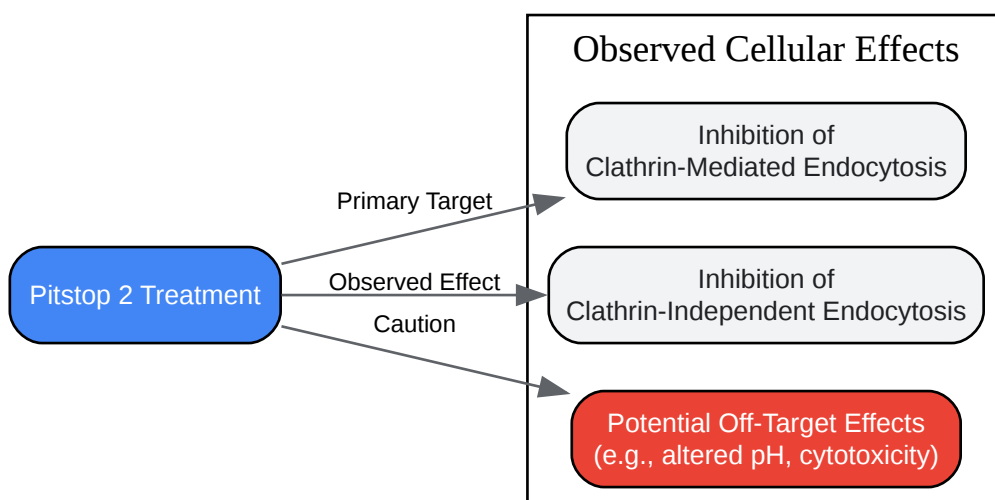 Observed Cellular Effects
Inhibition of
Clathrin-Mediated Endocytosis
Primary Target
Pitstop 2 Treatment
Observed Effect
Inhibition of
Clathrin-Independent Endocytosis
Caution
Potential Off-Target Effects
(e.g., altered pH, cytotoxicity)